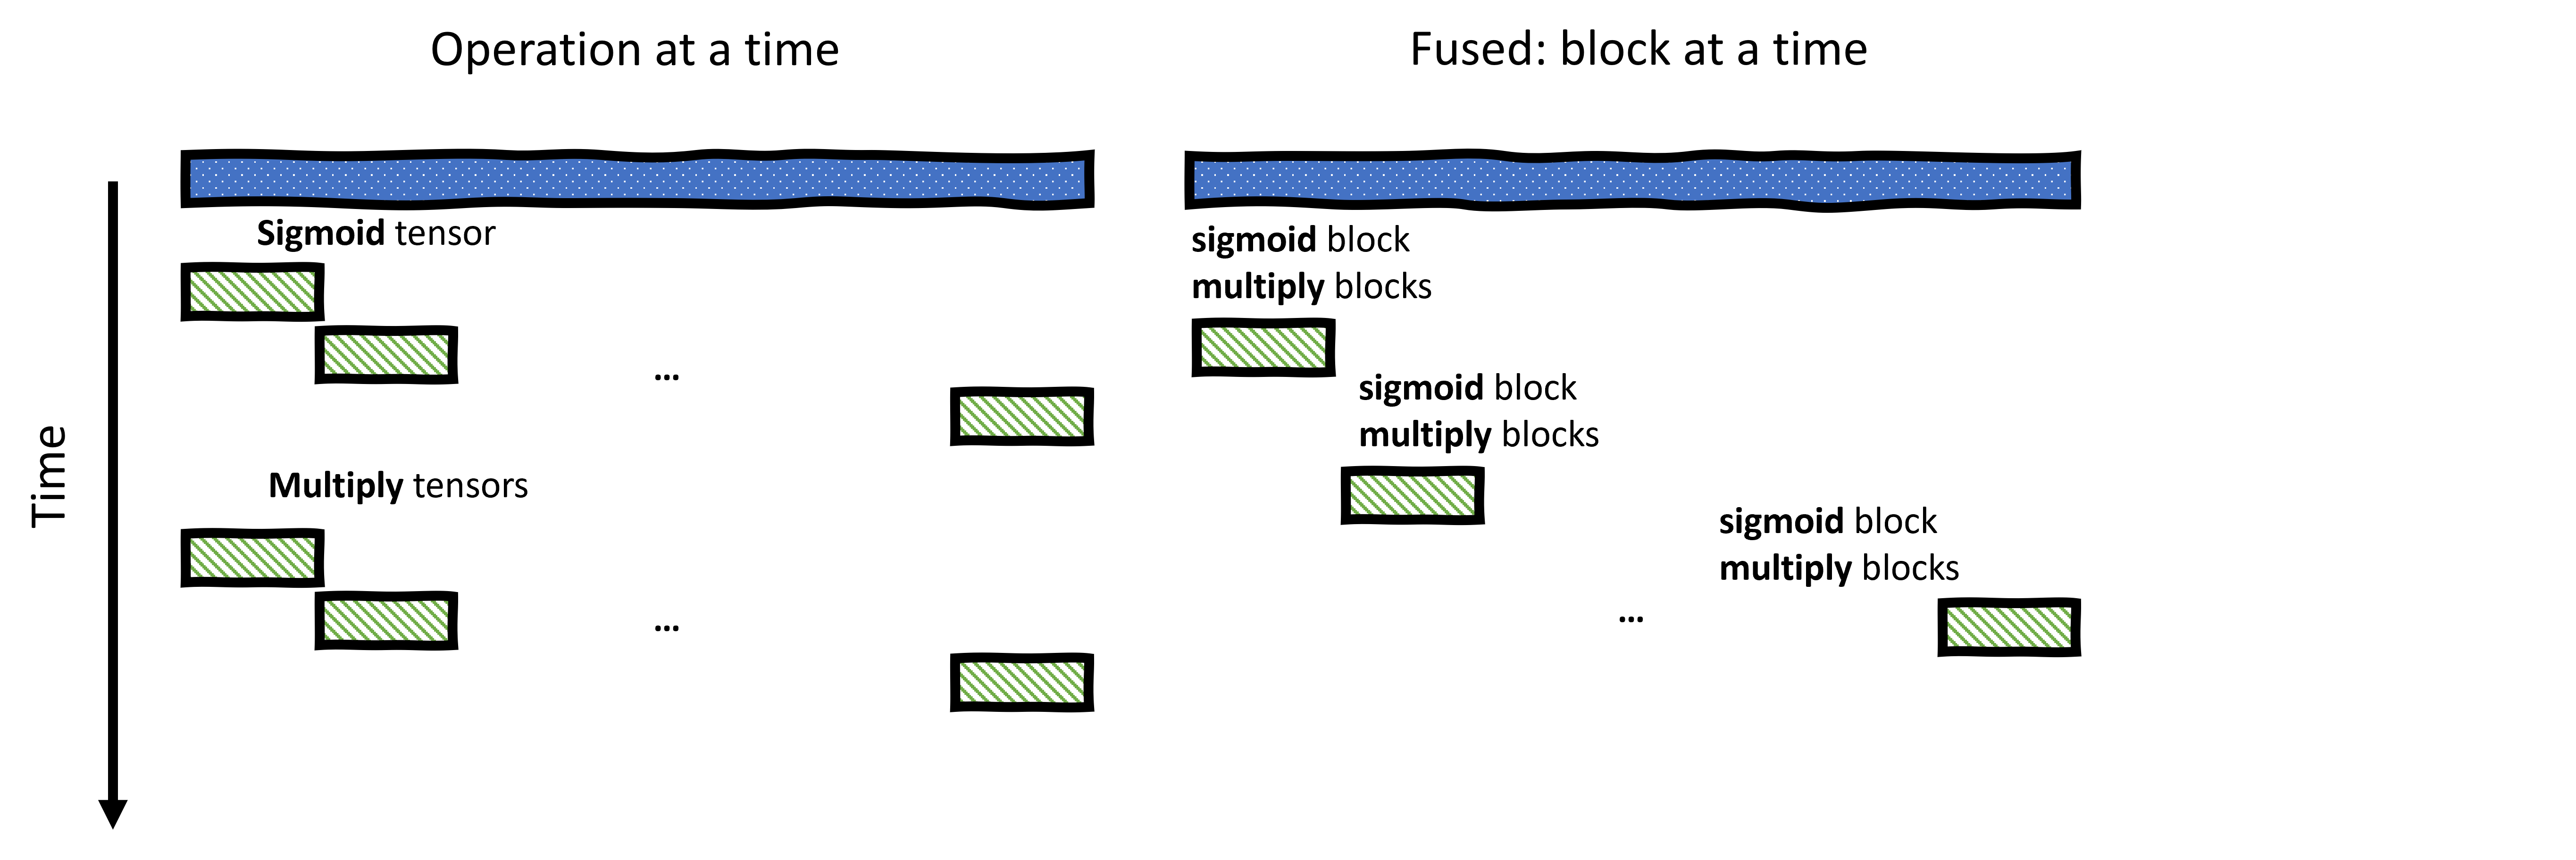 Operation at a time
Fused: block at a time
Time
Sigmoid tensor
...
Multiply tensors
...
sigmoid block
multiply blocks
sigmoid block
multiply blocks
sigmoid block
multiply blocks
...